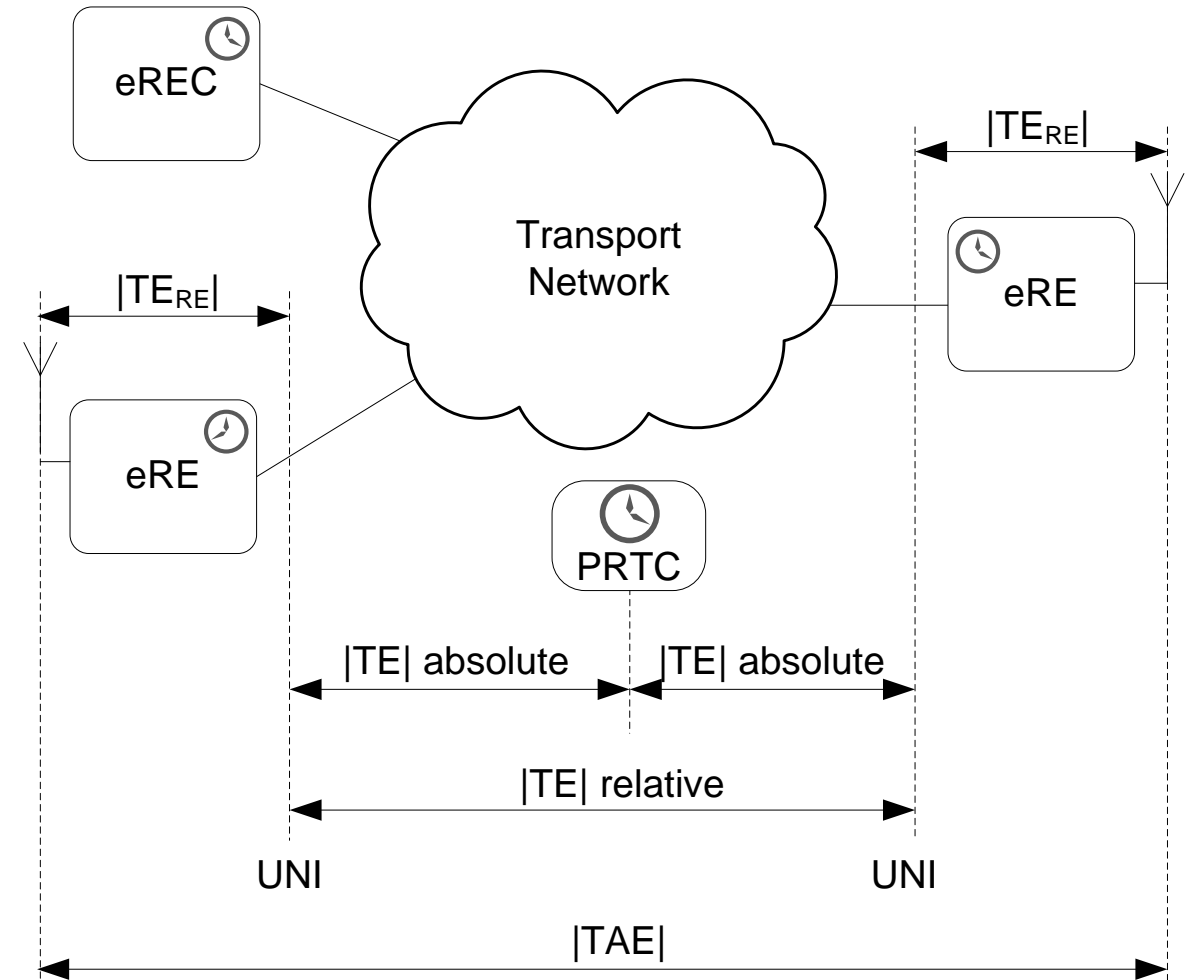 eREC
|TE_RE|
Transport
Network
eRE
|TE_RE|
eRE
PRTC
|TE| absolute
|TE| absolute
|TE| relative
UNI
UNI
|TAE|